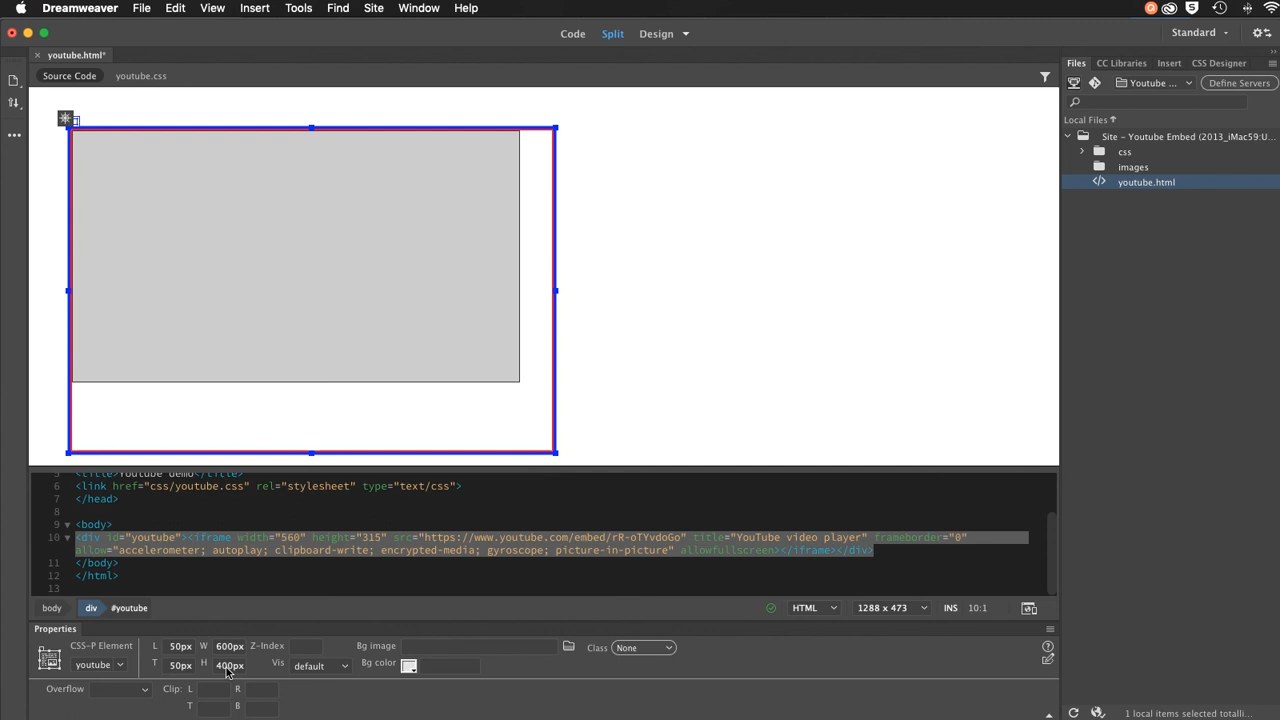 Dreamweaver File Edit View Insert Tools Find Site Window Help
Code Split Design Standard
youtube.html*
Source Code youtube.css
Files CC Libraries Insert CSS Designer
Youtube ... Define Servers
Local Files
Site - Youtube Embed (2013_iMac59:U...
css
images
youtube.html
5 <title>Youtube demo</title>
6 <link href="css/youtube.css" rel="stylesheet" type="text/css">
7 </head>
8
9 <body>
10 <div id="youtube"><iframe width="560" height="315" src="https://www.youtube.com/embed/rR-oTYvdoGo" title="YouTube video player" frameborder="0"
allow="accelerometer; autoplay; clipboard-write; encrypted-media; gyroscope; picture-in-picture" allowfullscreen></iframe></div>
11 </body>
12 </html>
13
body div #youtube HTML 1288 x 473 INS 10:1
Properties
CSS-P Element L 50px W 600px Z-Index Bg image Class None
youtube T 50px H 400px Vis default Bg color
Overflow Clip: L R
T B
1 local items selected totalli...